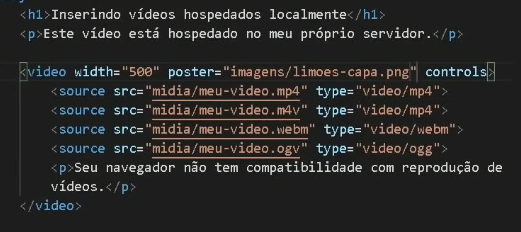 <h1>Inserindo vídeos hospedados localmente</h1>
<p>Este vídeo está hospedado no meu próprio servidor.</p>
<video width="500" poster="imagens/limoes-capa.png" controls>
<source src="midia/meu-video.mp4" type="video/mp4">
<source src="midia/meu-video.m4v" type="video/mp4">
<source src="midia/meu-video.webm" type="video/webm">
<source src="midia/meu-video.ogv" type="video/ogg">
<p>Seu navegador não tem compatibilidade com reprodução de
vídeos.</p>
</video>